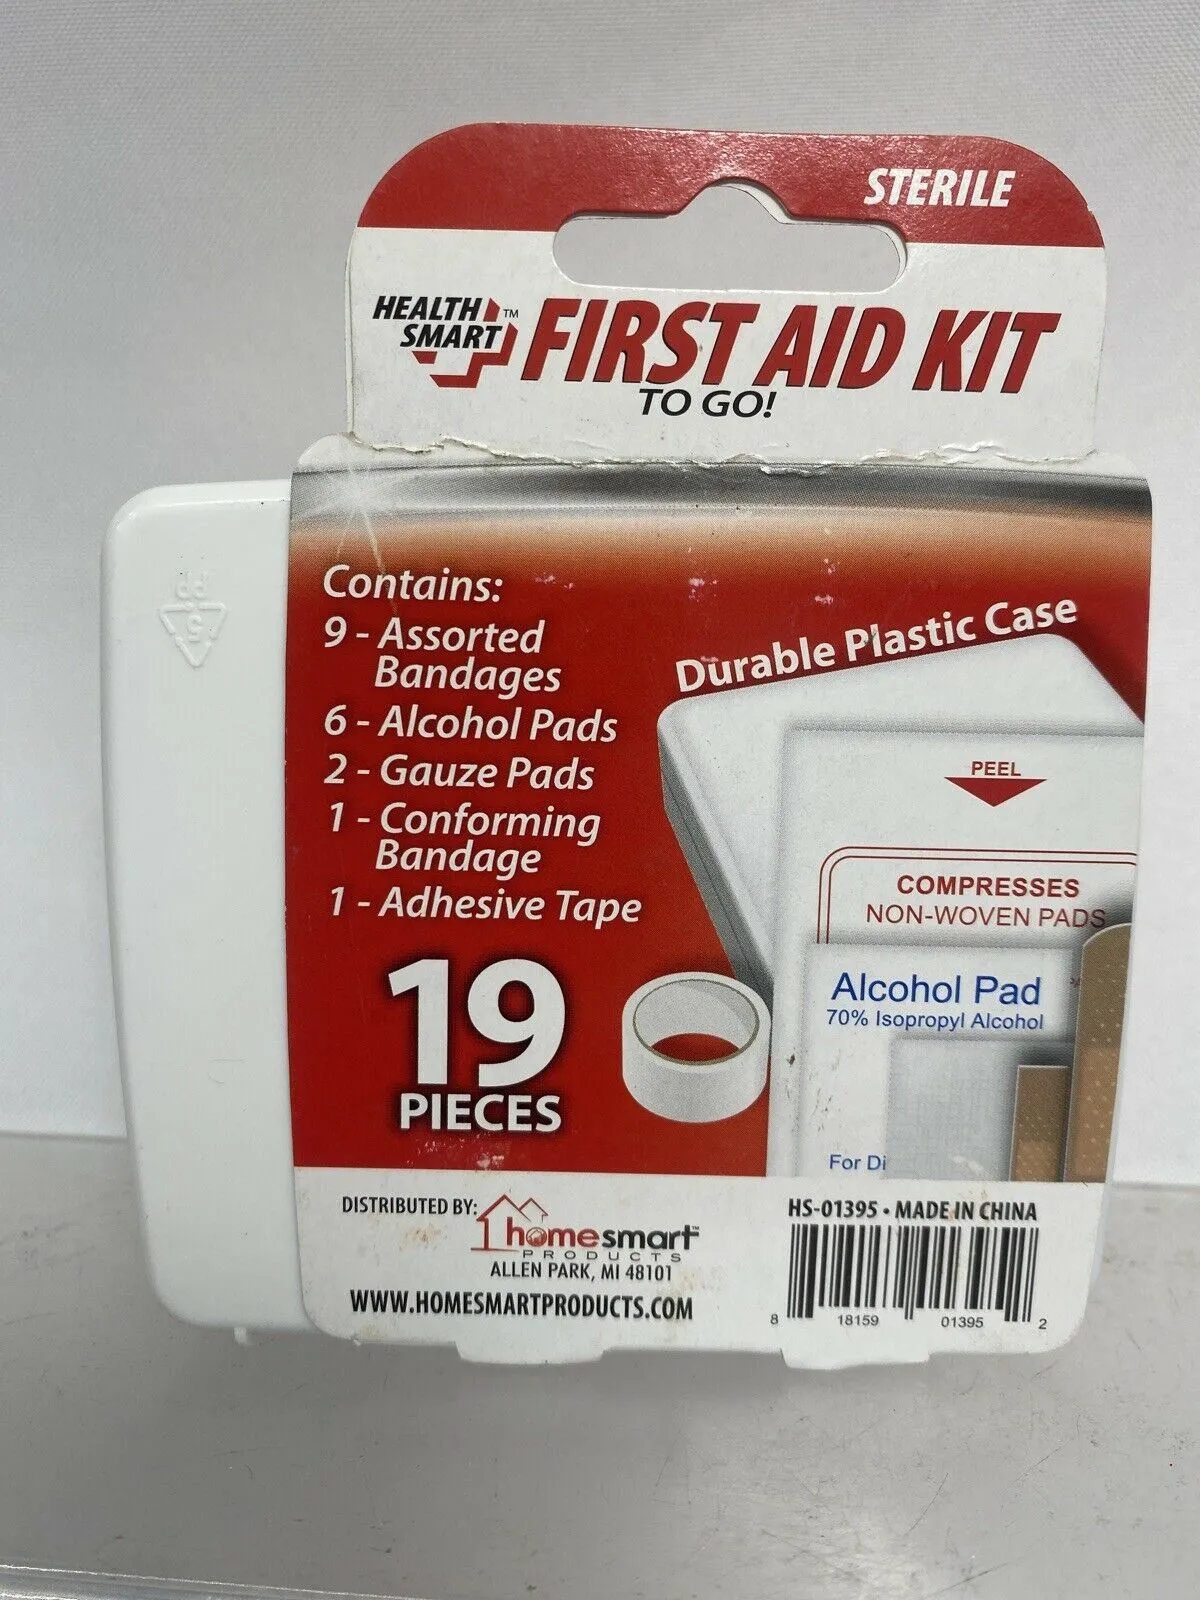 STERILE
HEALTH SMART™
FIRST AID KIT
TO GO!
Contains:
9 - Assorted
Bandages
6 - Alcohol Pads
2 - Gauze Pads
1 - Conforming
Bandage
1 - Adhesive Tape
19
PIECES
Durable Plastic Case
PEEL
COMPRESSES
NON-WOVEN PADS
Alcohol Pad
70% Isopropyl Alcohol
For Di
PP
5
DISTRIBUTED BY:
homesmart™
PRODUCTS
ALLEN PARK, MI 48101
WWW.HOMESMARTPRODUCTS.COM
HS-01395 • MADE IN CHINA
8 18159 01395 2